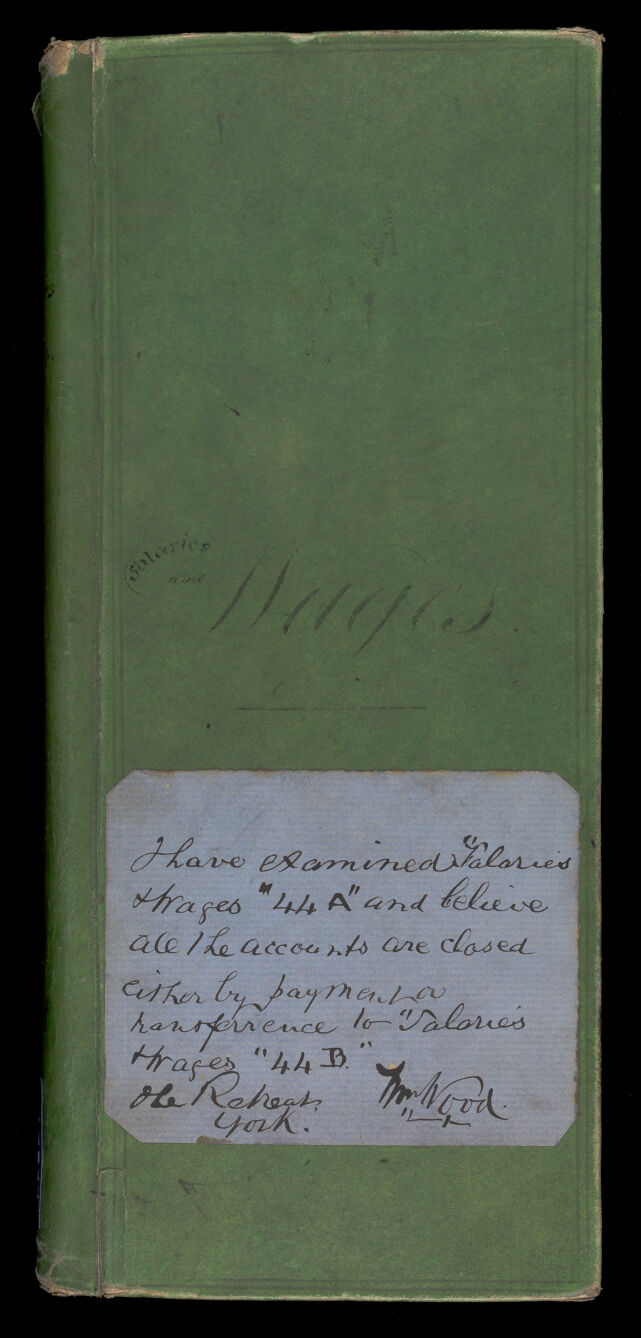 Salaries
and
Wages.
I have examined "Salaries
& Wages "44 A" and believe
all the accounts are closed
either by payment or
transferrence to "Salaries
& Wages "44 B."
The Retreat.
York.
Wm Wood.